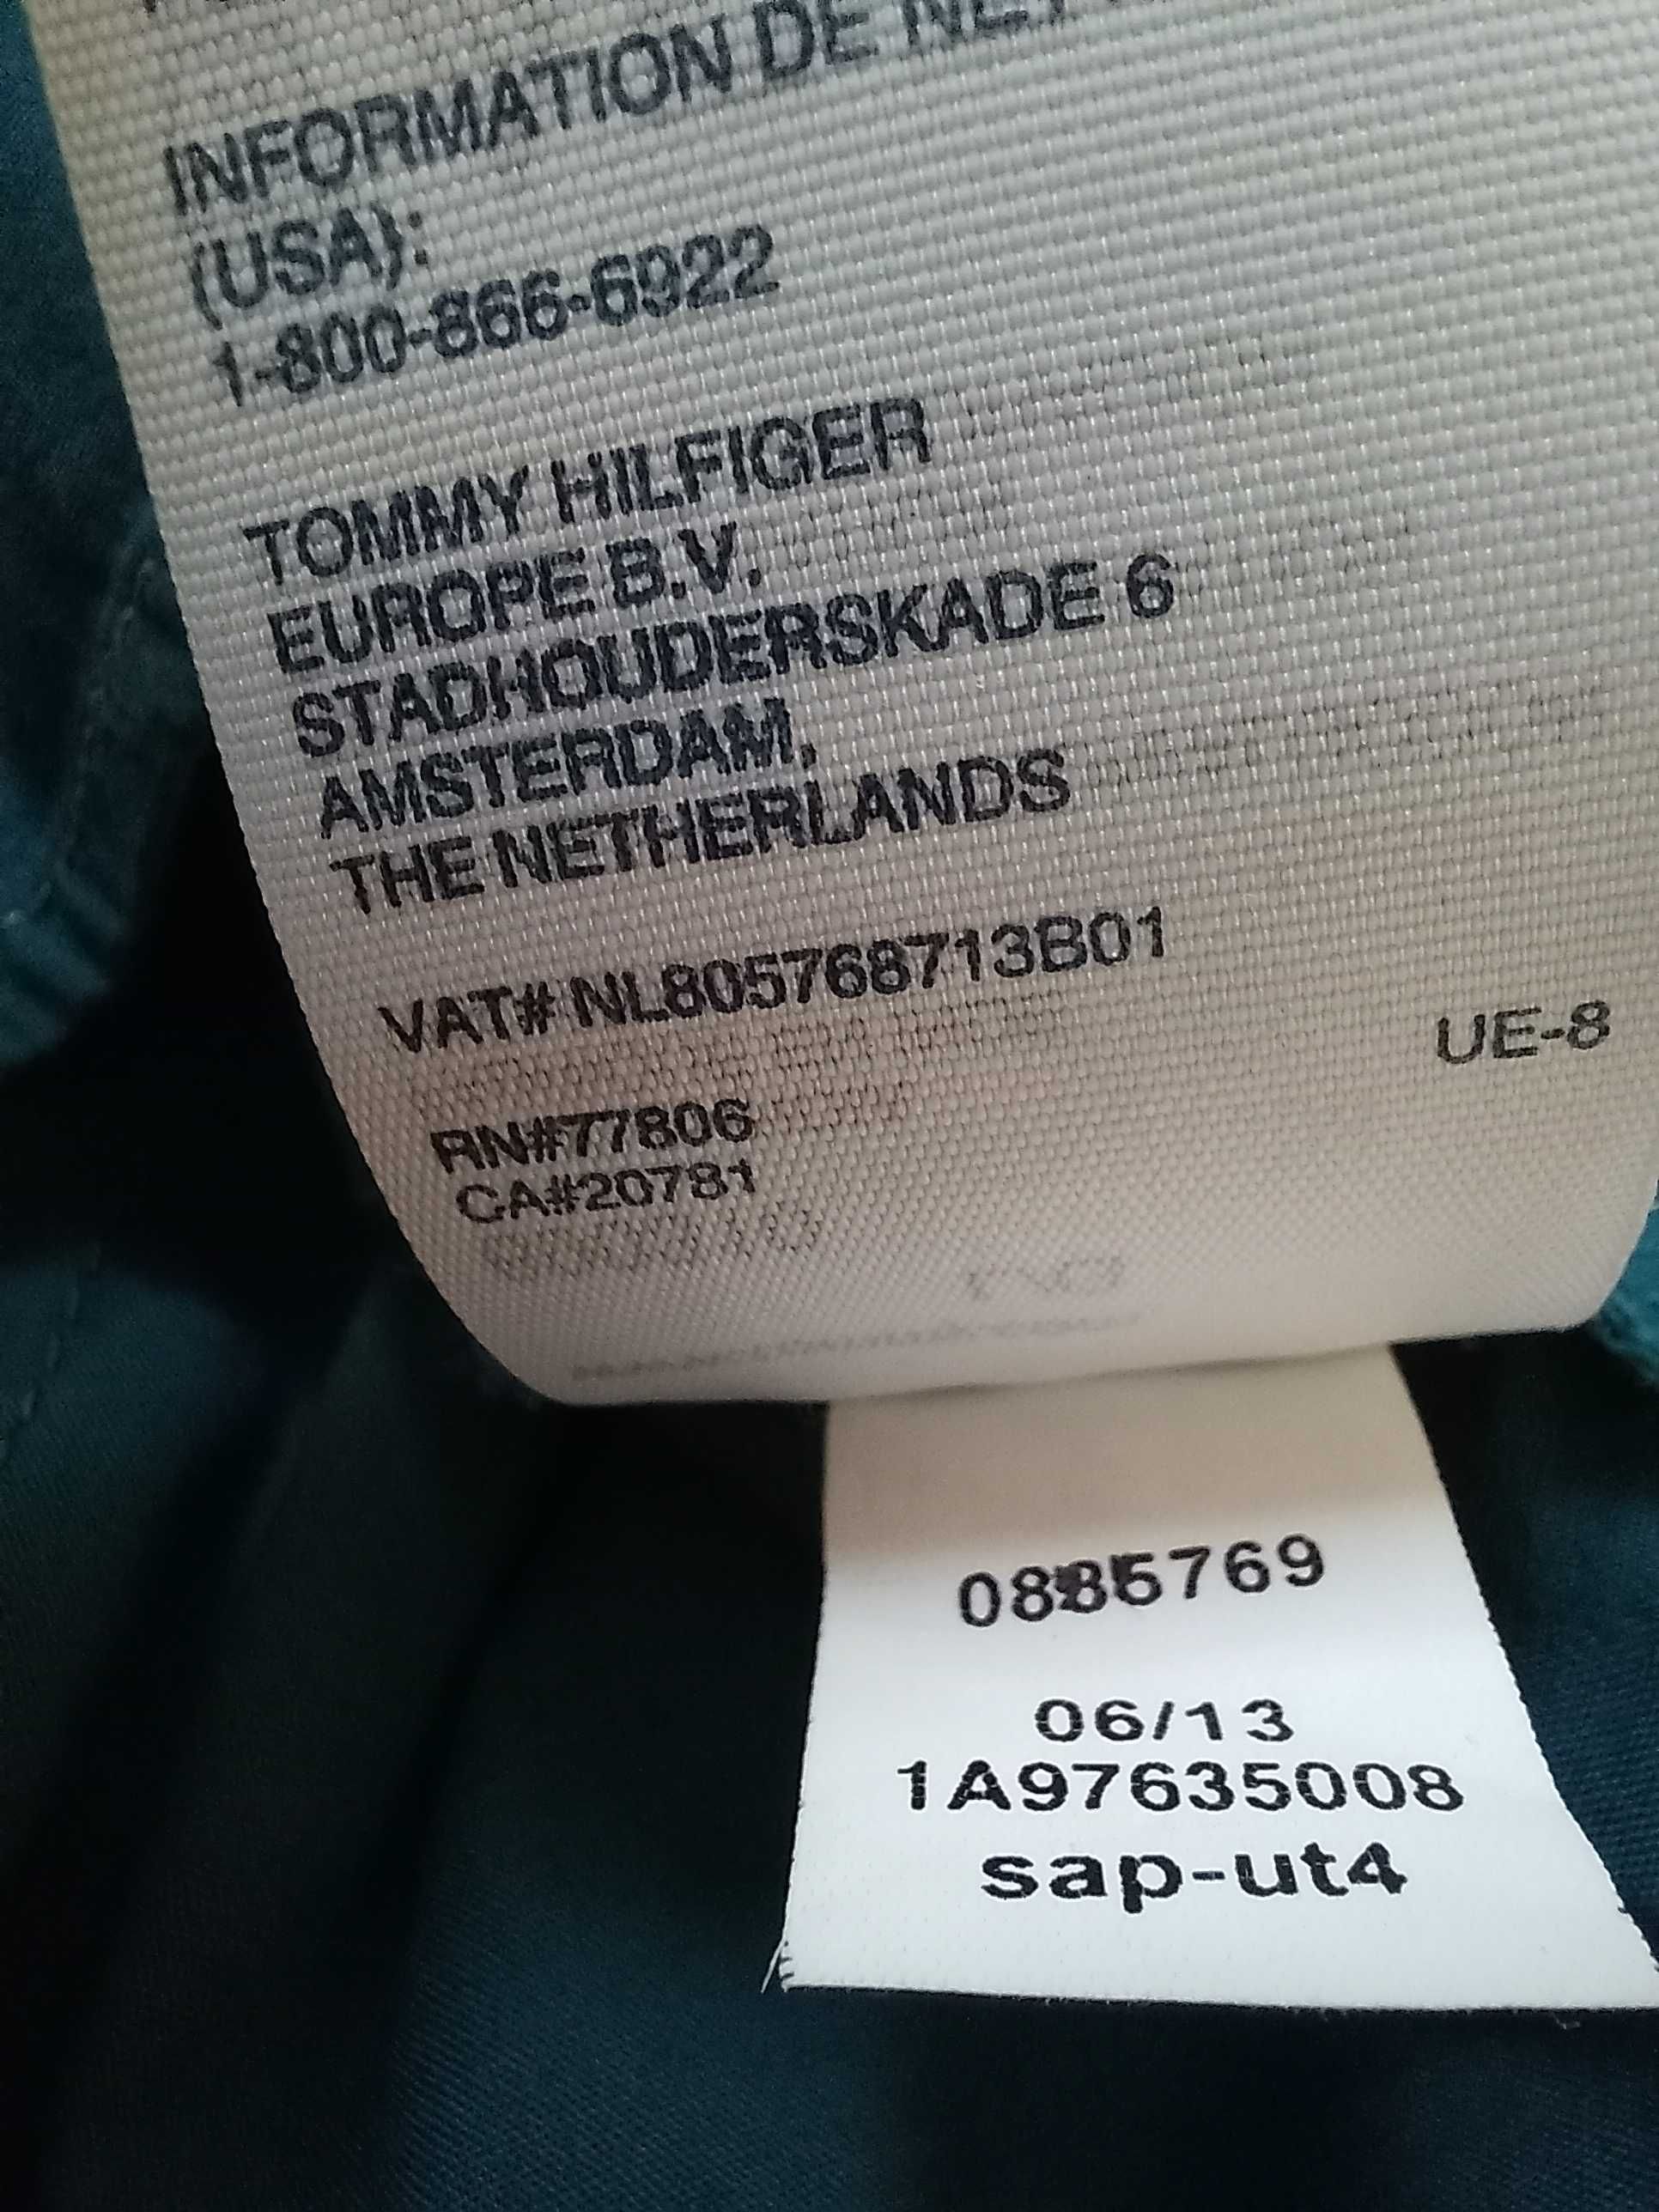 INFORMATION DE
(USA):
1-800-866-6922
TOMMY HILFIGER
EUROPE B.V.
STADHOUDERSKADE 6
AMSTERDAM,
THE NETHERLANDS
VAT# NL805768713B01
UE-8
RN#77806
CA#20781
06/13
1A97635008
sap-ut4